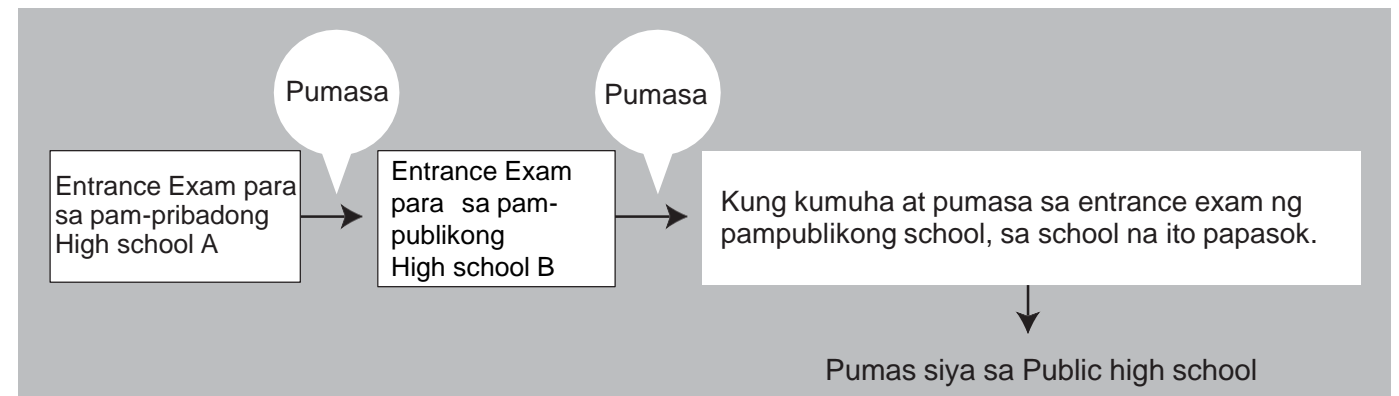 Pumasa
Pumasa
Entrance Exam para
sa pam-pribadong
High school A
Entrance Exam
para sa pam-
publikong
High school B
Kung kumuha at pumasa sa entrance exam ng
pampublikong school, sa school na ito papasok.
Pumas siya sa Public high school